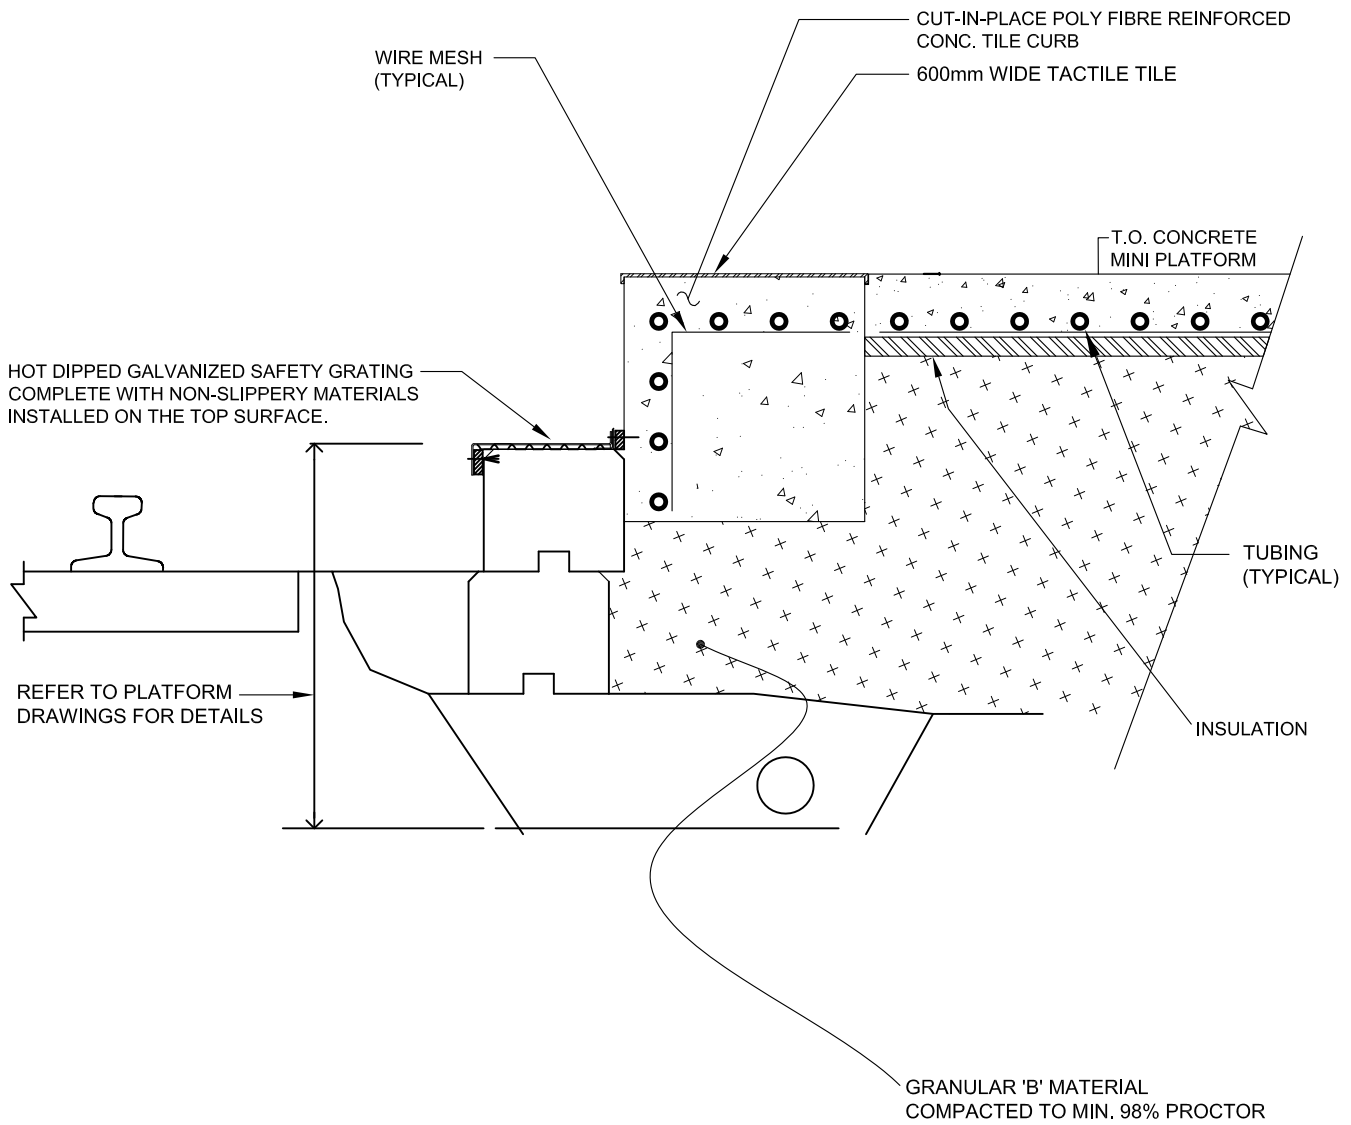 CUT-IN-PLACE POLY FIBRE REINFORCED
CONC. TILE CURB
WIRE MESH
(TYPICAL)
600mm WIDE TACTILE TILE
T.O. CONCRETE
MINI PLATFORM
HOT DIPPED GALVANIZED SAFETY GRATING
COMPLETE WITH NON-SLIPPERY MATERIALS
INSTALLED ON THE TOP SURFACE.
TUBING
(TYPICAL)
REFER TO PLATFORM
DRAWINGS FOR DETAILS
INSULATION
GRANULAR 'B' MATERIAL
COMPACTED TO MIN. 98% PROCTOR